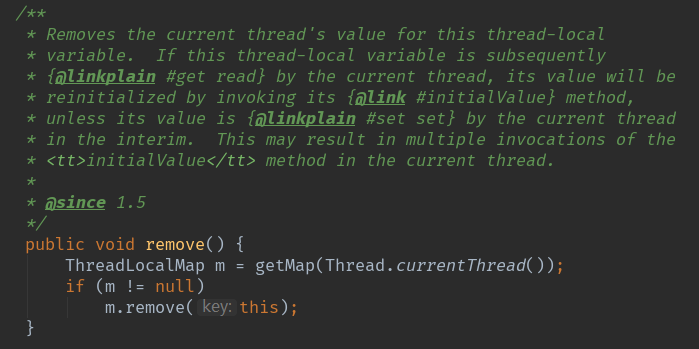 /**
 * Removes the current thread's value for this thread-local
 * variable.  If this thread-local variable is subsequently
 * {@linkplain #get read} by the current thread, its value will be
 * reinitialized by invoking its {@link #initialValue} method,
 * unless its value is {@linkplain #set set} by the current thread
 * in the interim.  This may result in multiple invocations of the
 * <tt>initialValue</tt> method in the current thread.
 *
 * @since 1.5
 */
public void remove() {
    ThreadLocalMap m = getMap(Thread.currentThread());
    if (m != null)
        m.remove( key: this);
}